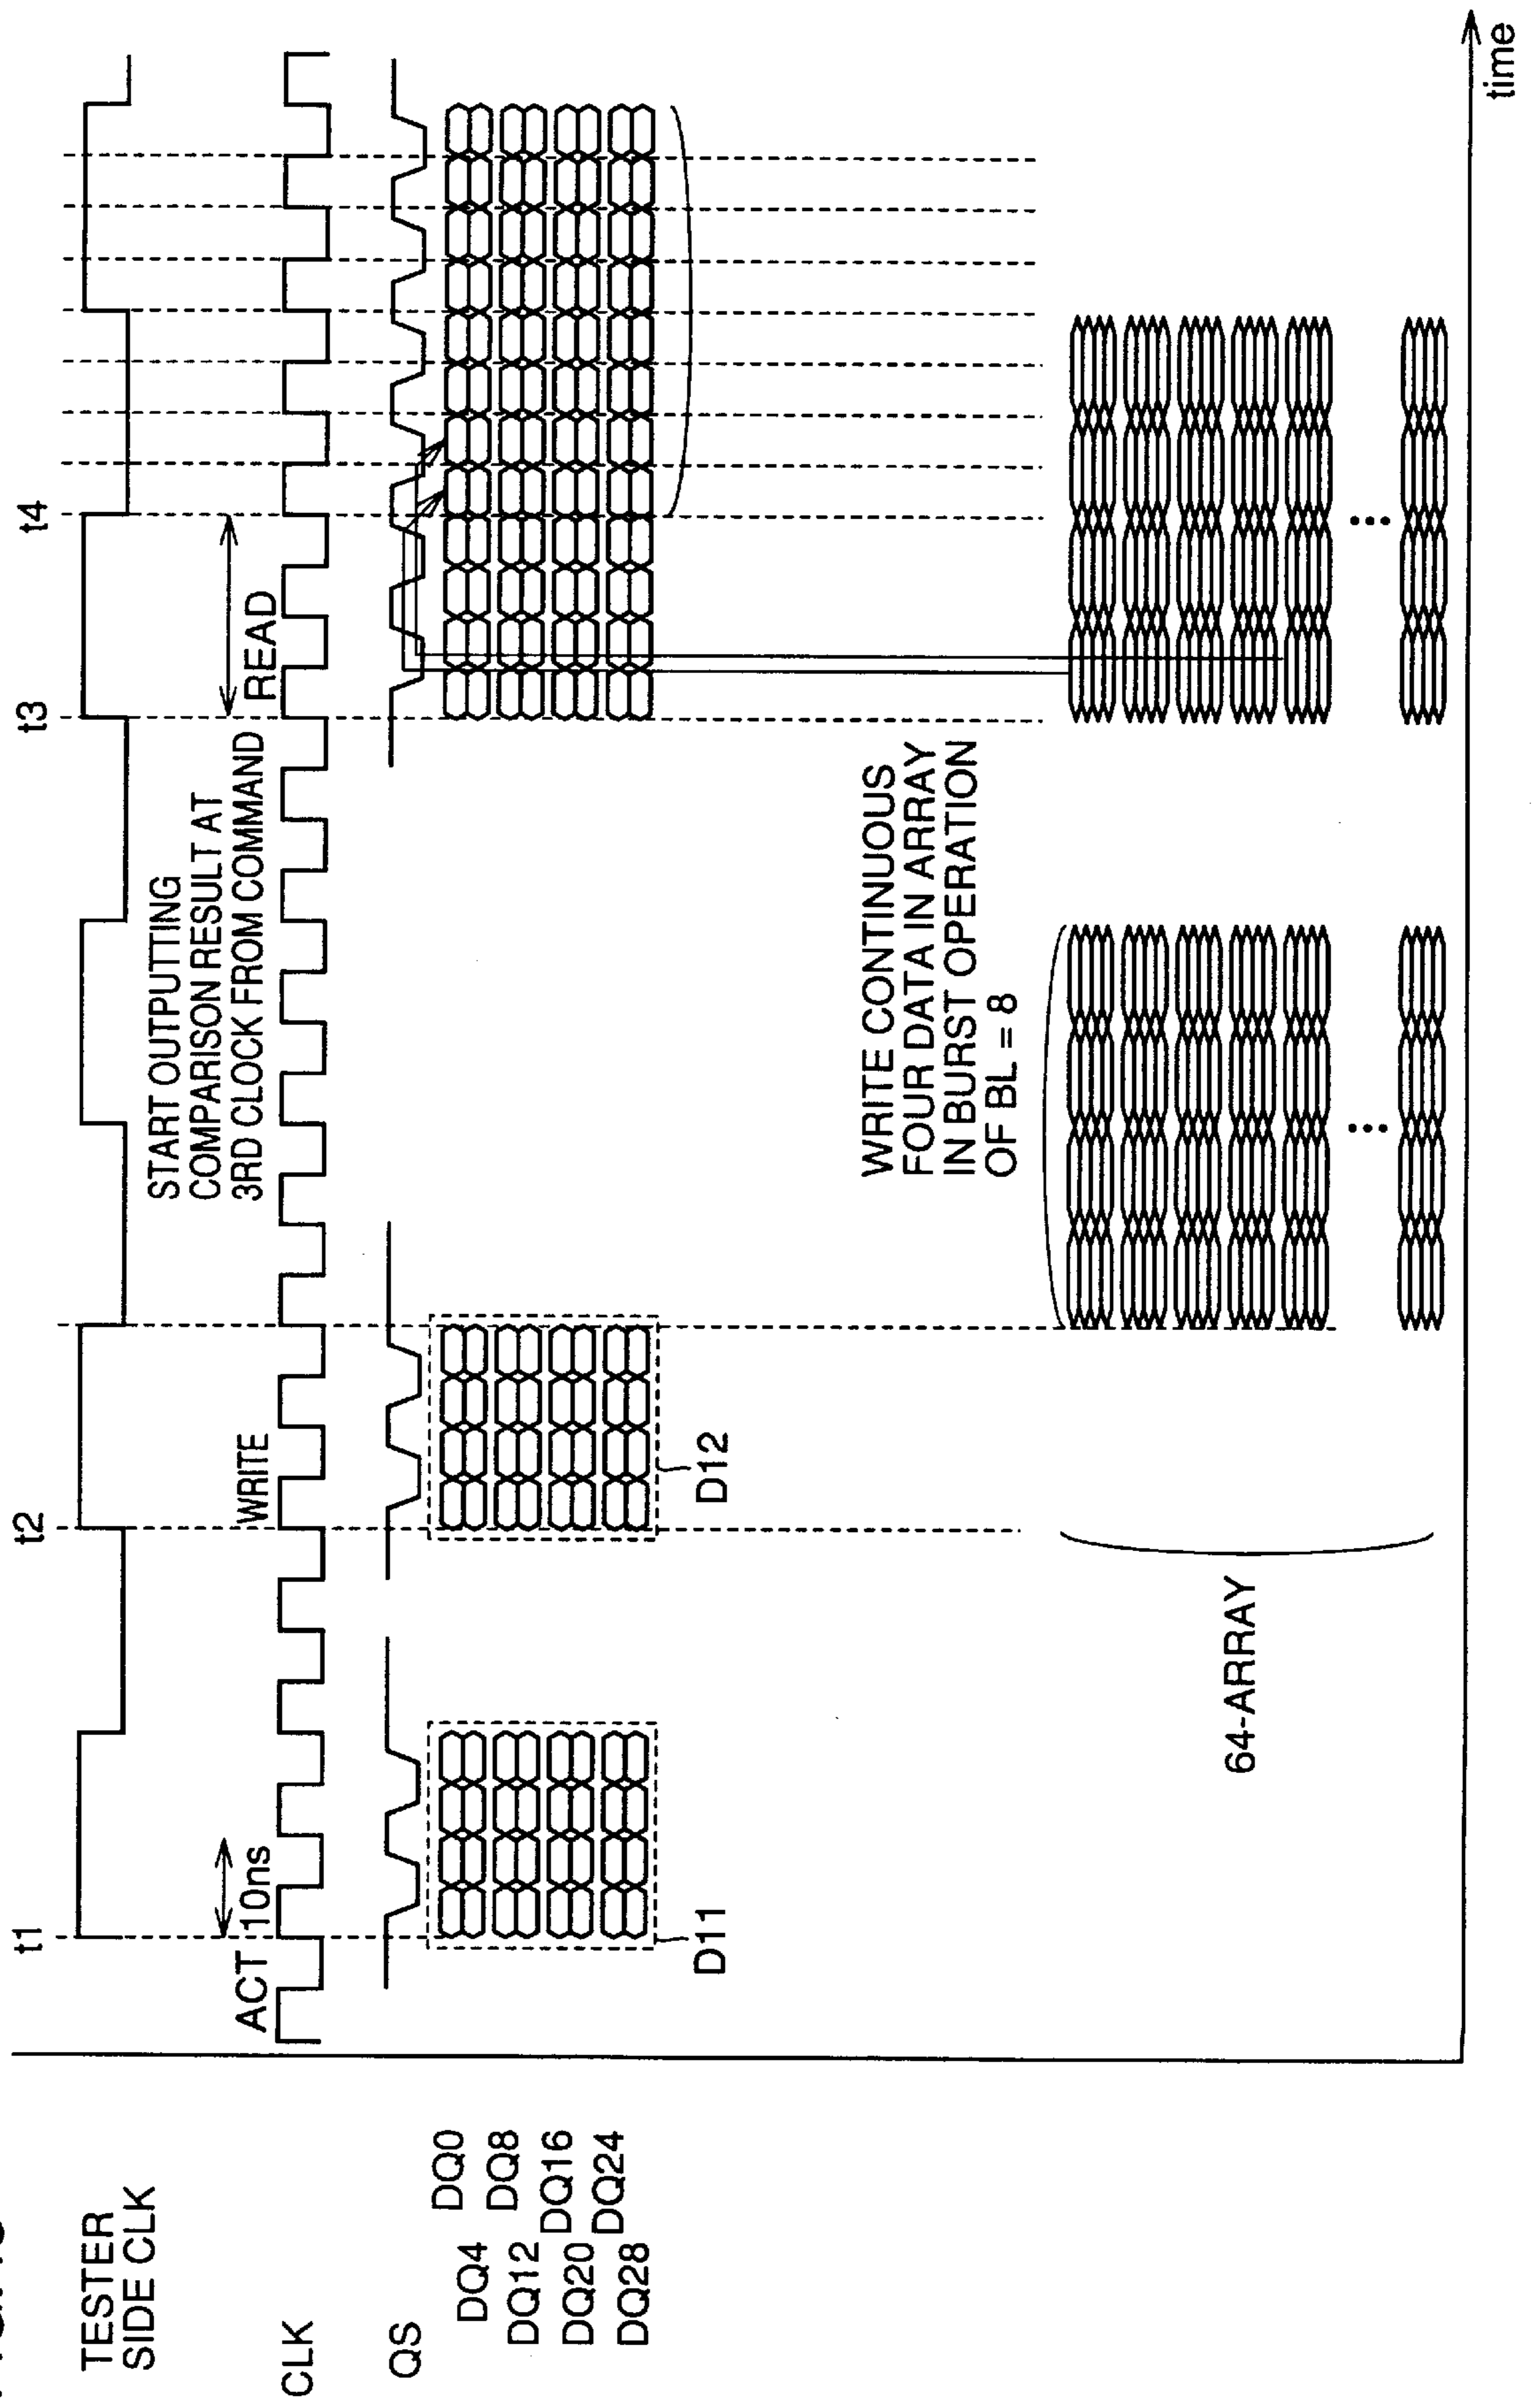 TESTER
SIDE CLK
CLK
QS
DQ0
DQ4
DQ8
DQ12
DQ16
DQ20
DQ24
DQ28
t1
t2
t3
t4
ACT
10ns
WRITE
START OUTPUTTING
COMPARISON RESULT AT
3RD CLOCK FROM COMMAND
READ
D11
D12
WRITE CONTINUOUS
FOUR DATA IN ARRAY
IN BURST OPERATION
OF BL = 8
64-ARRAY
time